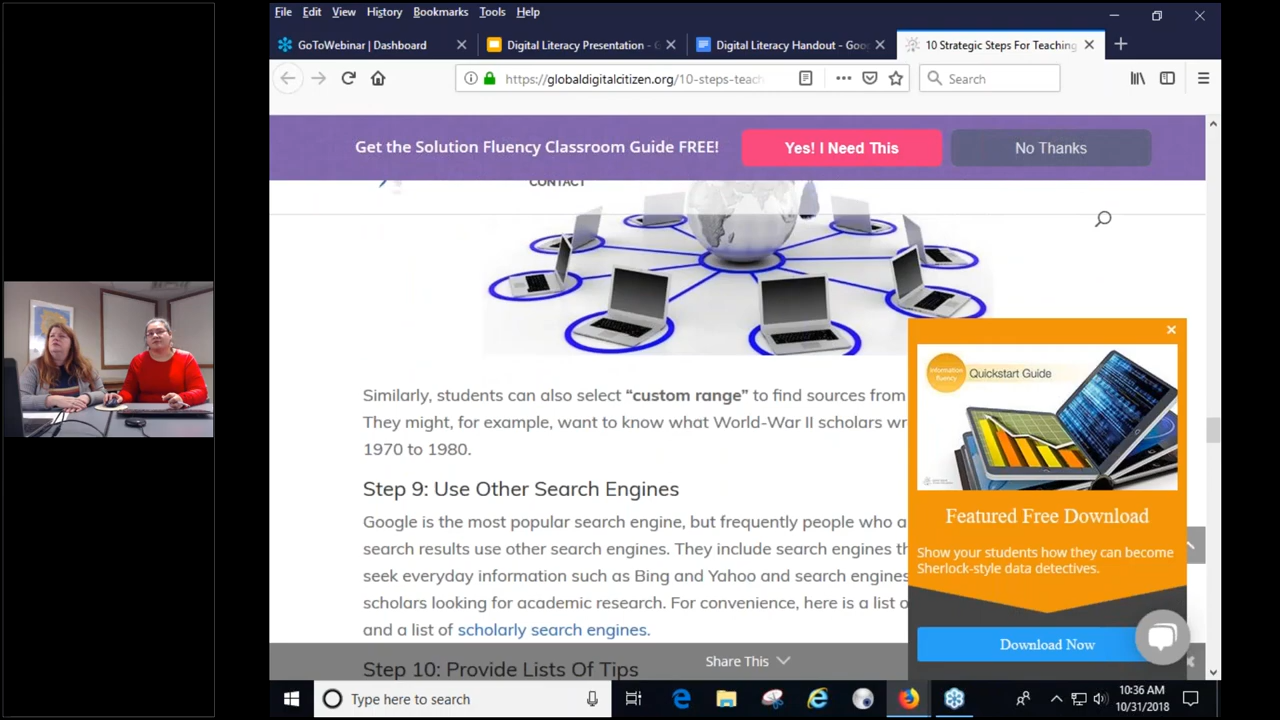 File Edit View History Bookmarks Tools Help
GoToWebinar | Dashboard
Digital Literacy Presentation - G
Digital Literacy Handout - Goo
10 Strategic Steps For Teaching
https://globaldigitalcitizen.org/10-steps-teac
Search
Get the Solution Fluency Classroom Guide FREE!
Yes! I Need This
No Thanks
CONTACT
Similarly, students can also select “custom range” to find sources from
They might, for example, want to know what World-War II scholars wr
1970 to 1980.
Step 9: Use Other Search Engines
Google is the most popular search engine, but frequently people who a
search results use other search engines. They include search engines th
seek everyday information such as Bing and Yahoo and search engines
scholars looking for academic research. For convenience, here is a list o
and a list of scholarly search engines.
Step 10: Provide Lists Of Tips
Information
fluency
Quickstart Guide
Featured Free Download
Show your students how they can become
Sherlock-style data detectives.
Download Now
Share This
Type here to search
10:36 AM
10/31/2018